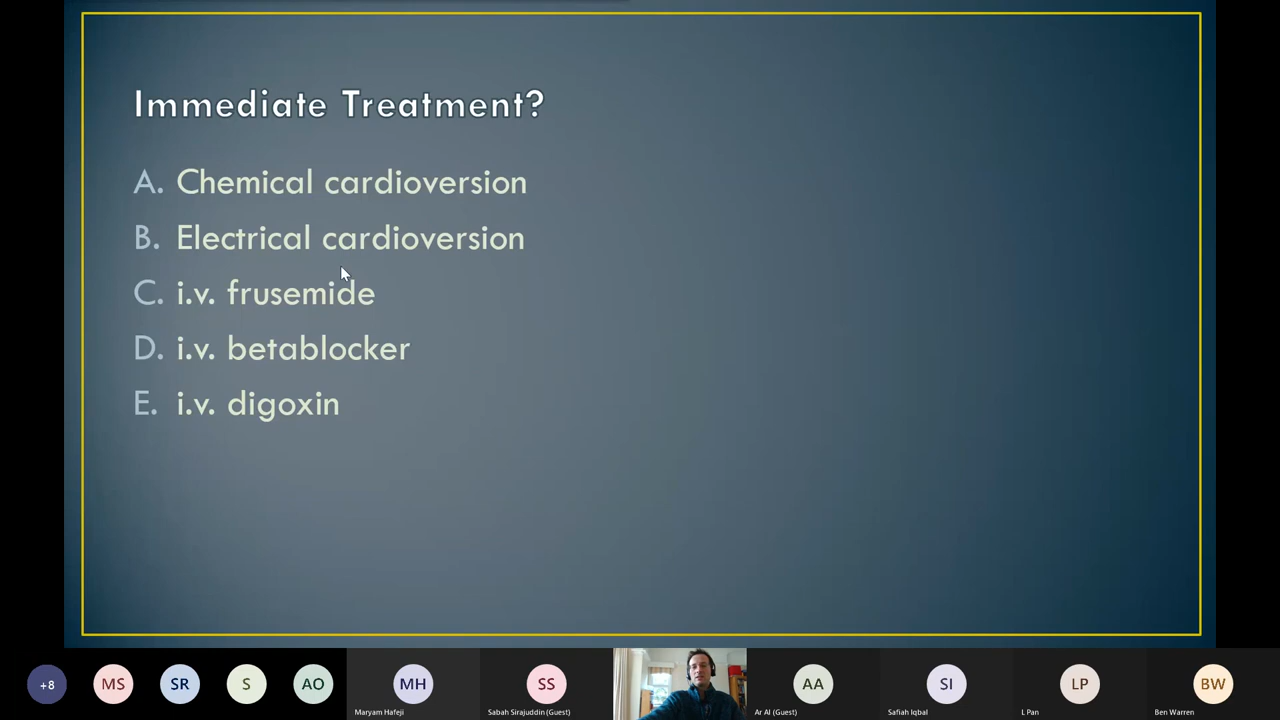 Immediate Treatment?
A. Chemical cardioversion
B. Electrical cardioversion
C. i.v. frusemide
D. i.v. betablocker
E. i.v. digoxin
+8
MS
SR
S
AO
MH
Maryam Hafeji
SS
Sabah Sirajuddin (Guest)
AA
Ar Al (Guest)
SI
Safiah Iqbal
LP
L Pan
BW
Ben Warren